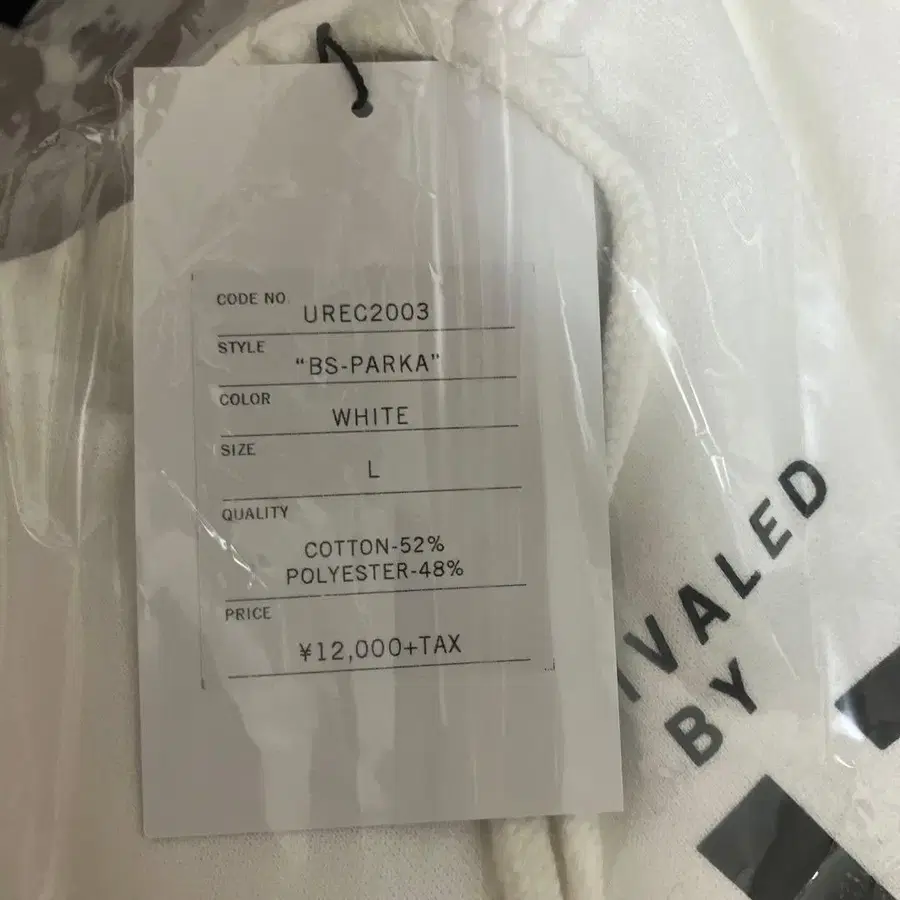 CODE NO.
UREC2003
STYLE
“BS-PARKA”
COLOR
WHITE
SIZE
L
QUALITY
COTTON-52%
POLYESTER-48%
PRICE
¥12,000+TAX
IVALED
BY